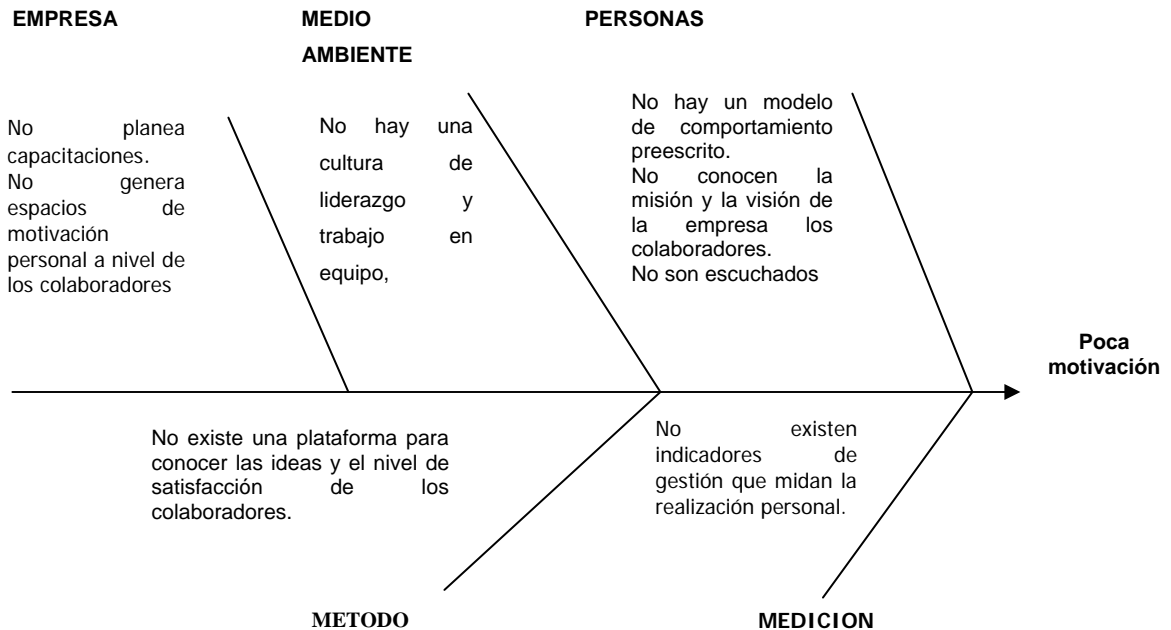 EMPRESA
MEDIO
AMBIENTE
PERSONAS
No planea
capacitaciones.
No genera
espacios de
motivación
personal a nivel de
los colaboradores
No hay una
cultura de
liderazgo y
trabajo en
equipo,
No hay un modelo
de comportamiento
preescrito.
No conocen la
misión y la visión de
la empresa los
colaboradores.
No son escuchados
Poca
motivación
No existe una plataforma para
conocer las ideas y el nivel de
satisfacción de los
colaboradores.
No existen
indicadores de
gestión que midan la
realización personal.
METODO
MEDICION